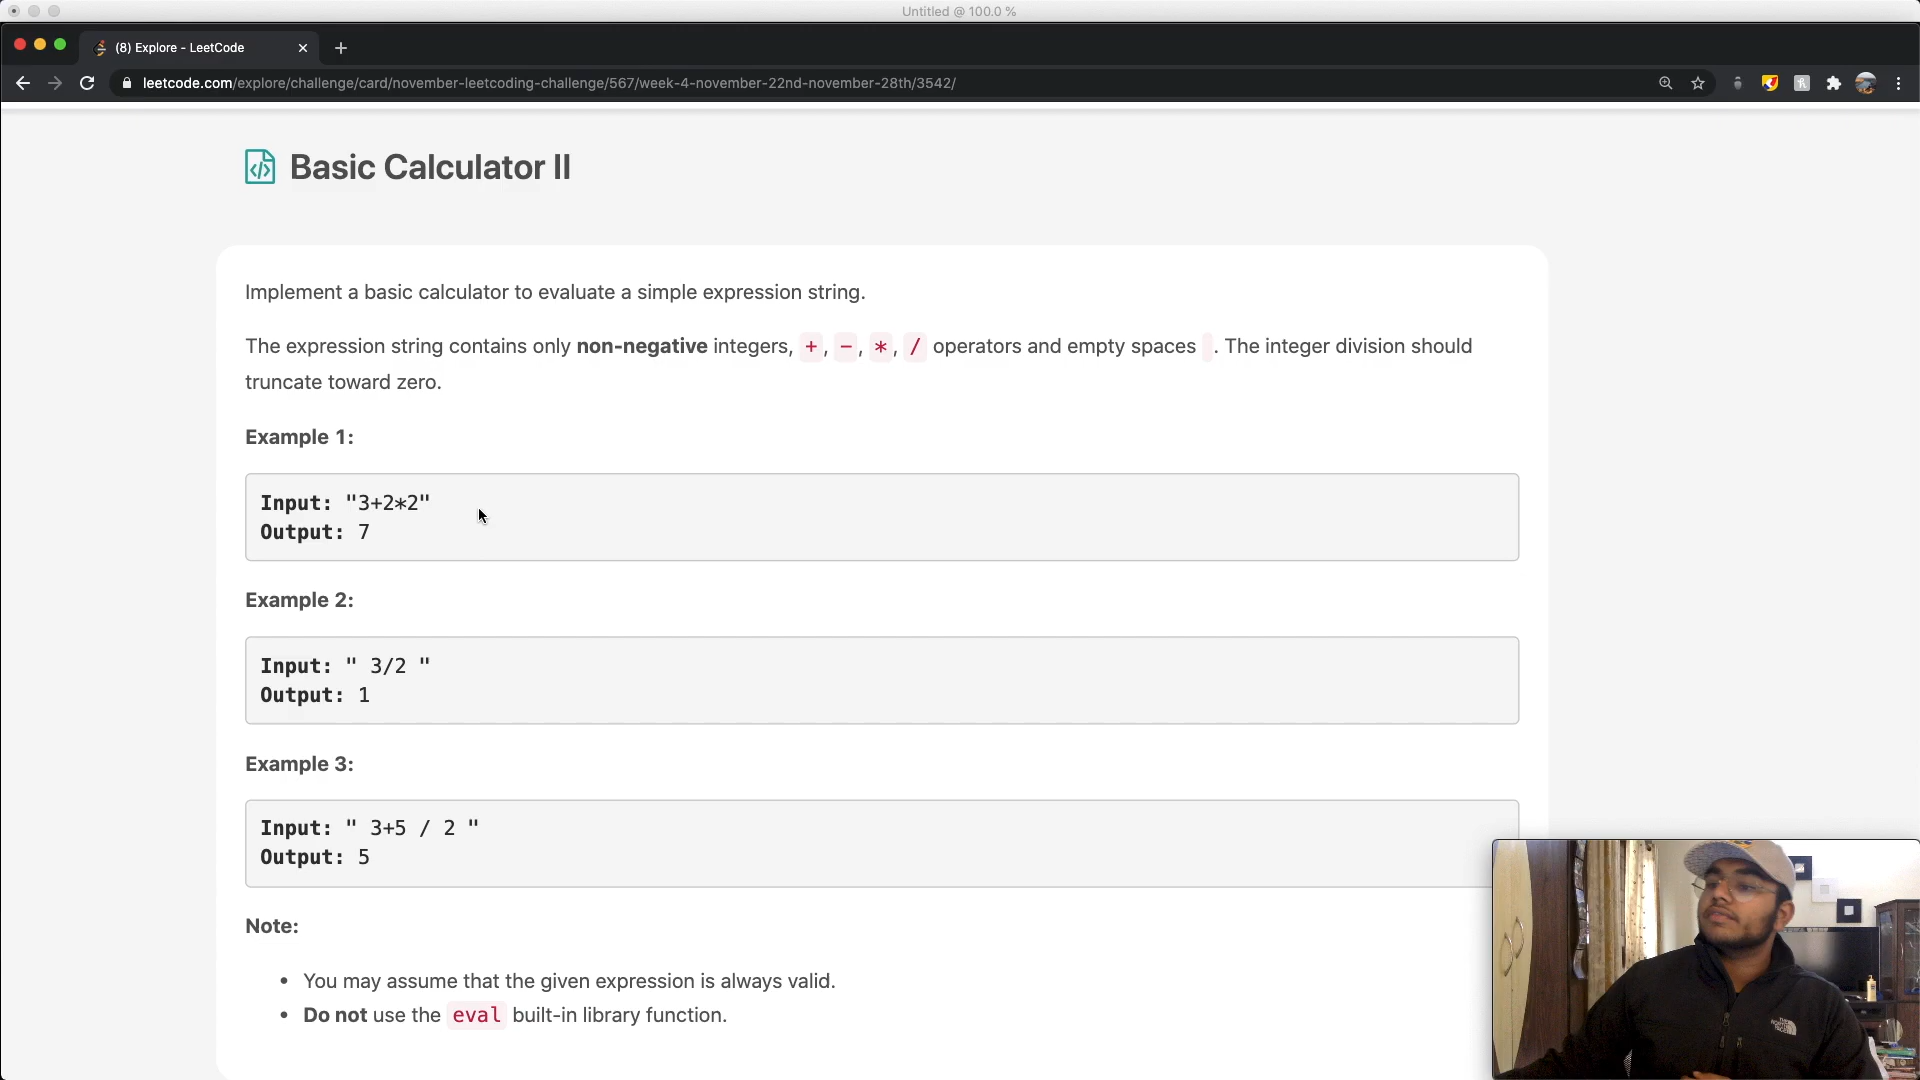 Untitled @ 100.0 %
(8) Explore - LeetCode
leetcode.com/explore/challenge/card/november-leetcoding-challenge/567/week-4-november-22nd-november-28th/3542/
Basic Calculator II
Implement a basic calculator to evaluate a simple expression string.
The expression string contains only non-negative integers, +, -, *, / operators and empty spaces  . The integer division should
truncate toward zero.
Example 1:
Input: "3+2*2"
Output: 7
Example 2:
Input: " 3/2 "
Output: 1
Example 3:
Input: " 3+5 / 2 "
Output: 5
Note:
• You may assume that the given expression is always valid.
• Do not use the eval built-in library function.
THE NORTH FACE